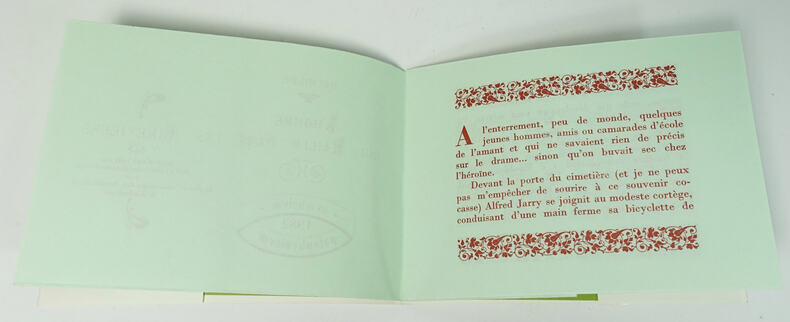 A l'enterrement, peu de monde, quelques
jeunes hommes, amis ou camarades d'école
de l'amant et qui ne savaient rien de précis
sur le drame... sinon qu'on buvait sec chez
l'héroïne.
Devant la porte du cimetière (et je ne peux
pas m'empêcher de sourire à ce souvenir co-
casse) Alfred Jarry se joignit au modeste cortège,
conduisant d'une main ferme sa bicyclette de